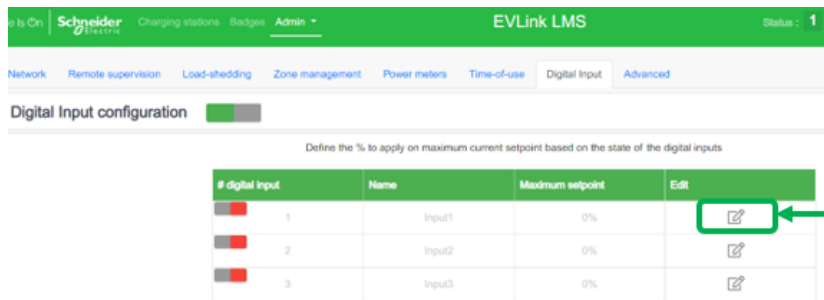 e Is On Schneider Electric Charging stations Badges Admin EVLink LMS Status : 1
Network Remote supervision Load-shedding Zone management Power meters Time-of-use Digital Input Advanced
Digital Input configuration
Define the % to apply on maximum current setpoint based on the state of the digital inputs
# digital input Name Maximum setpoint Edit
1 Input1 0%
2 Input2 0%
3 Input3 0%